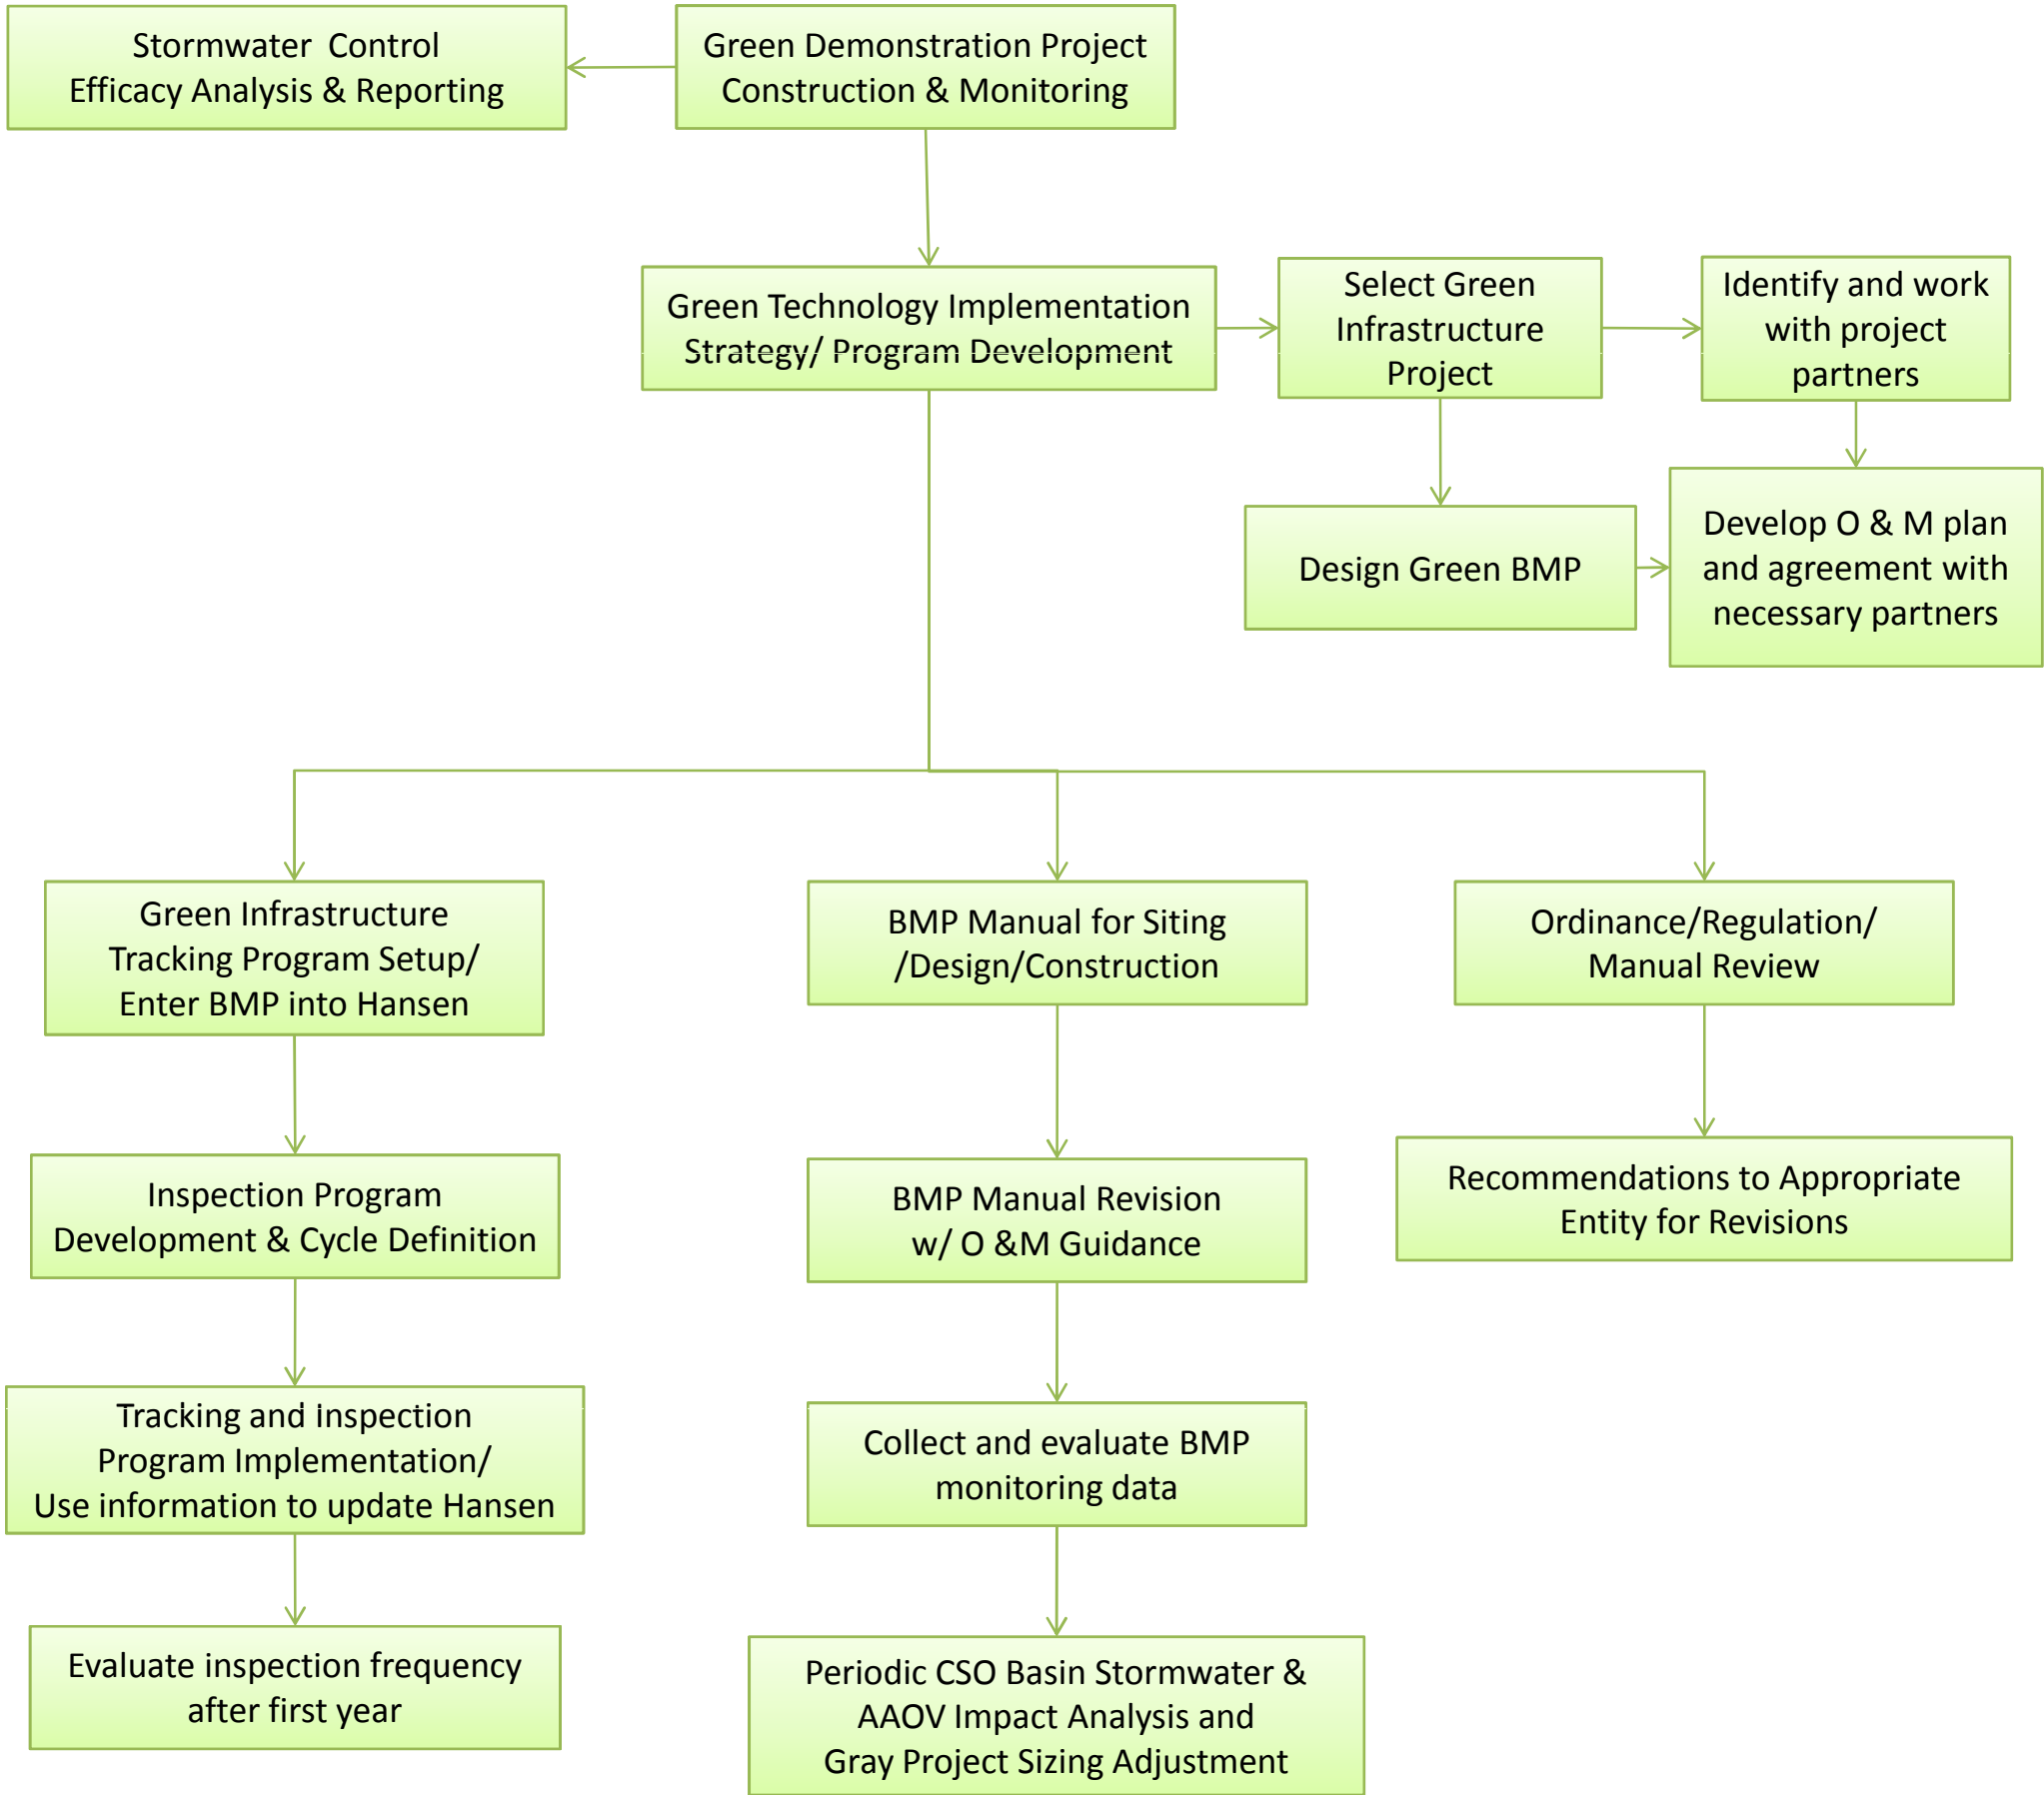 Stormwater Control
Efficacy Analysis & Reporting
Green Demonstration Project
Construction & Monitoring
Green Technology Implementation
Strategy/ Program Development
Select Green
Infrastructure
Project
Identify and work
with project
partners
Design Green BMP
Develop O & M plan
and agreement with
necessary partners
Green Infrastructure
Tracking Program Setup/
Enter BMP into Hansen
BMP Manual for Siting
/Design/Construction
Ordinance/Regulation/
Manual Review
Inspection Program
Development & Cycle Definition
BMP Manual Revision
w/ O &M Guidance
Recommendations to Appropriate
Entity for Revisions
Tracking and inspection
Program Implementation/
Use information to update Hansen
Collect and evaluate BMP
monitoring data
Evaluate inspection frequency
after first year
Periodic CSO Basin Stormwater &
AAOV Impact Analysis and
Gray Project Sizing Adjustment